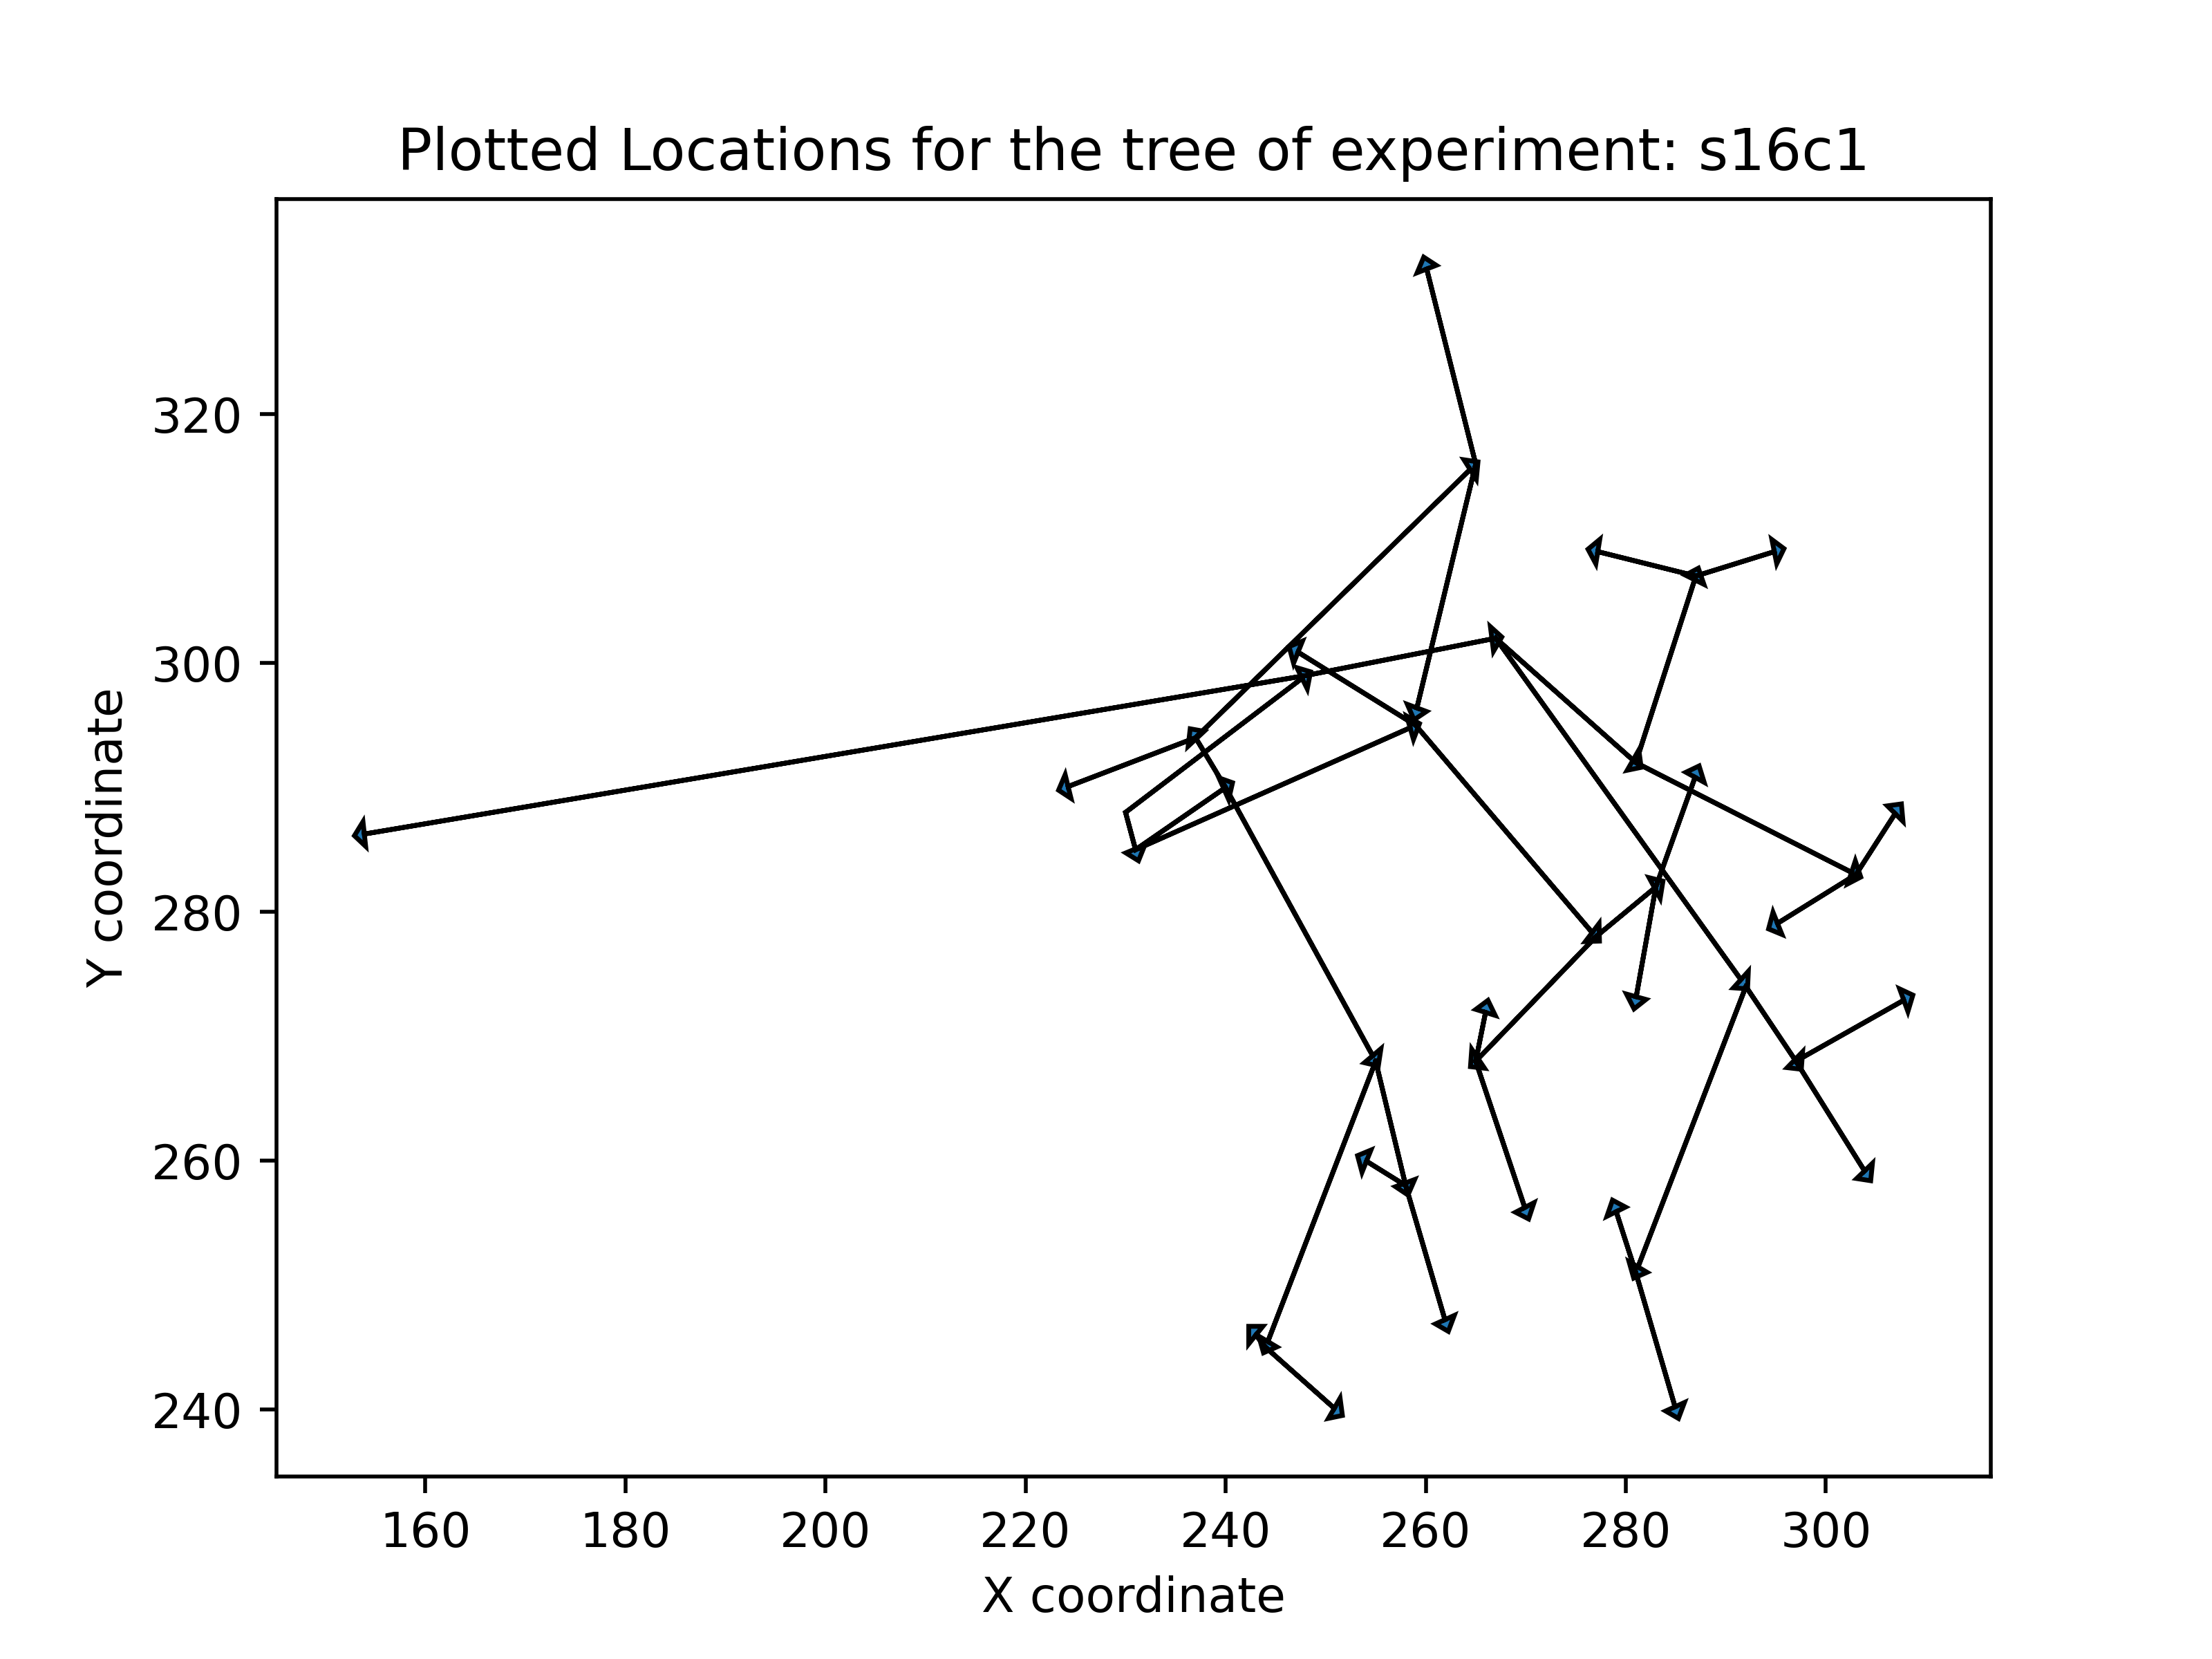 Plotted Locations for the tree of experiment: s16c1
320
300
280
260
240
Y coordinate
160 180 200 220 240 260 280 300
X coordinate